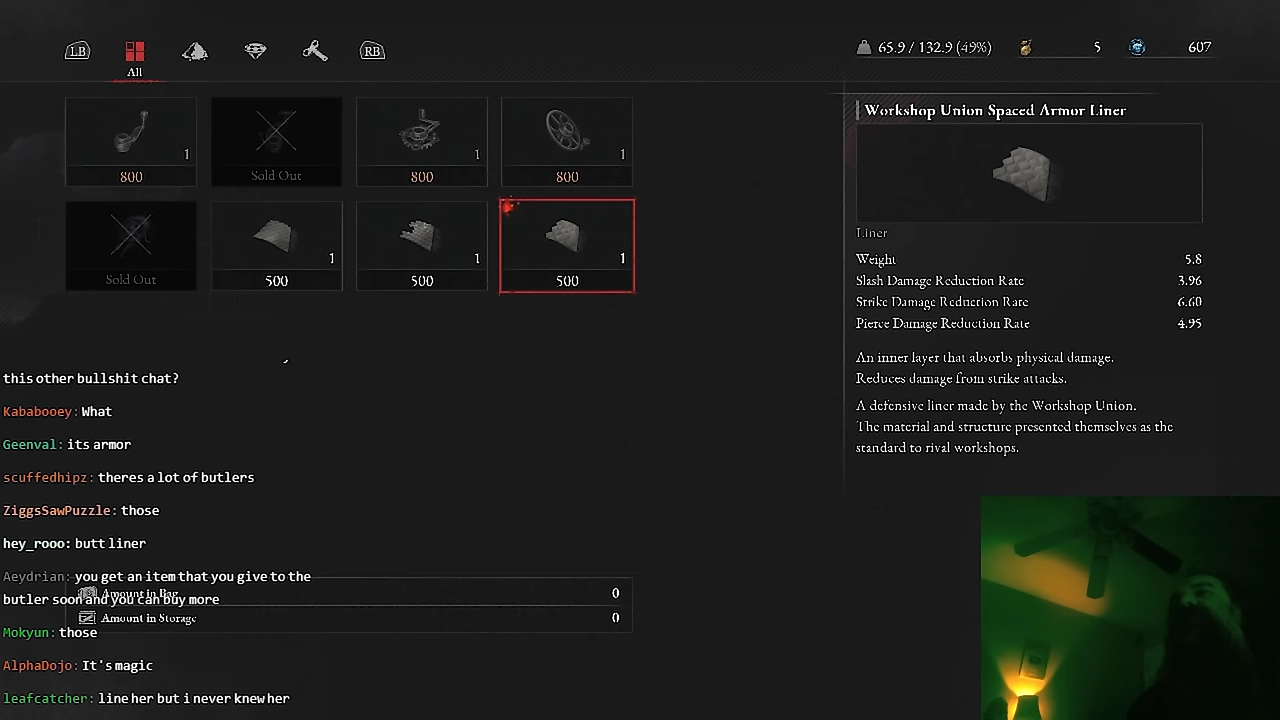 LB
All
RB
65.9 / 132.9 (49%)
5
607
1
800
Sold Out
1
800
1
800
Sold Out
1
500
1
500
1
500
Workshop Union Spaced Armor Liner
Liner
Weight 5.8
Slash Damage Reduction Rate 3.96
Strike Damage Reduction Rate 6.60
Pierce Damage Reduction Rate 4.95
An inner layer that absorbs physical damage.
Reduces damage from strike attacks.
A defensive liner made by the Workshop Union.
The material and structure presented themselves as the
standard to rival workshops.
this other bullshit chat?
Kababooey: What
Geenval: its armor
scuffedhipz: theres a lot of butlers
ZiggsSawPuzzle: those
hey_rooo: butt liner
Aeydrian: you get an item that you give to the
butler soon and you can buy more
Mokyun: those
AlphaDojo: It's magic
leafcatcher: line her but i never knew her
Amount in Bag 0
Amount in Storage 0